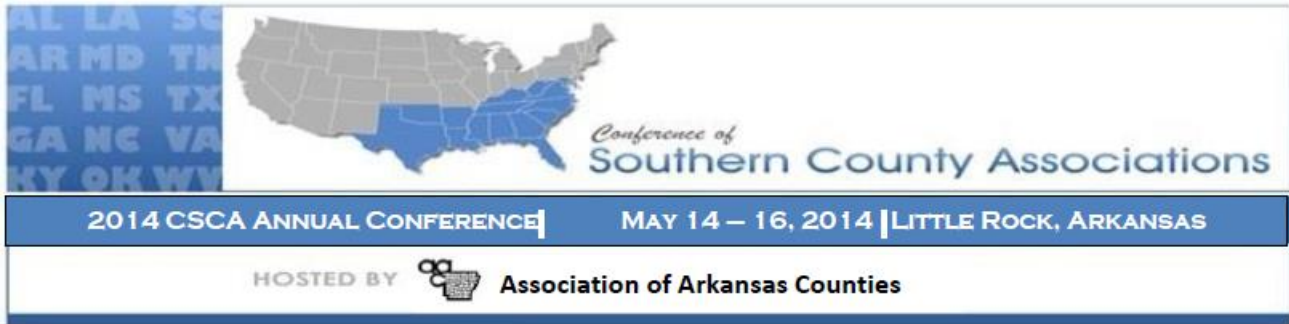 AL LA SC
AR MD TN
FL MS TX
GA NC VA
KY OK WV
Conference of
Southern County Associations
2014 CSCA ANNUAL CONFERENCE MAY 14 – 16, 2014 LITTLE ROCK, ARKANSAS
HOSTED BY aac Association of Arkansas Counties